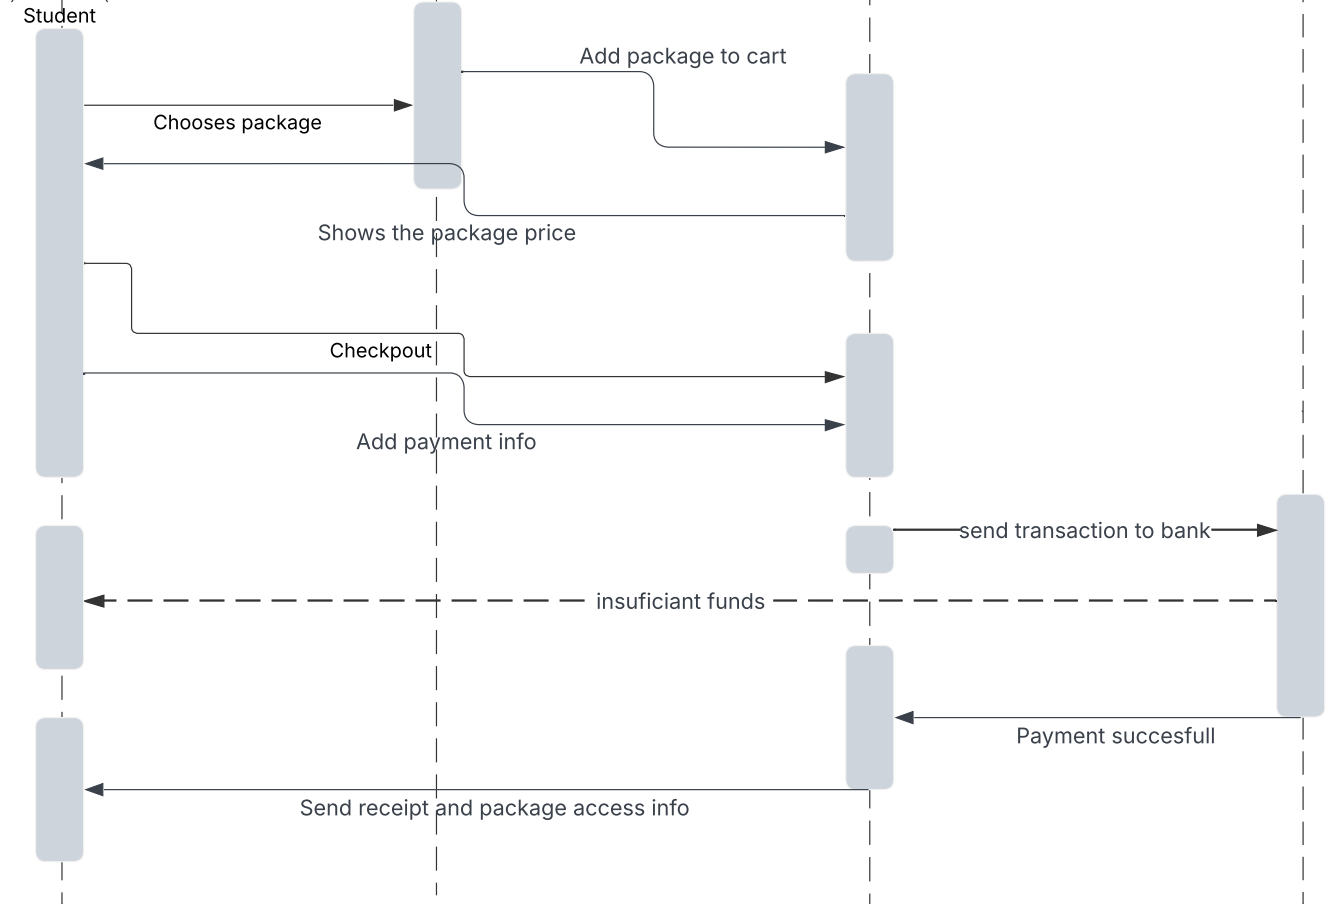 Student
Add package to cart
Chooses package
Shows the package price
Checkpout
Add payment info
send transaction to bank
insuficiant funds
Payment succesfull
Send receipt and package access info